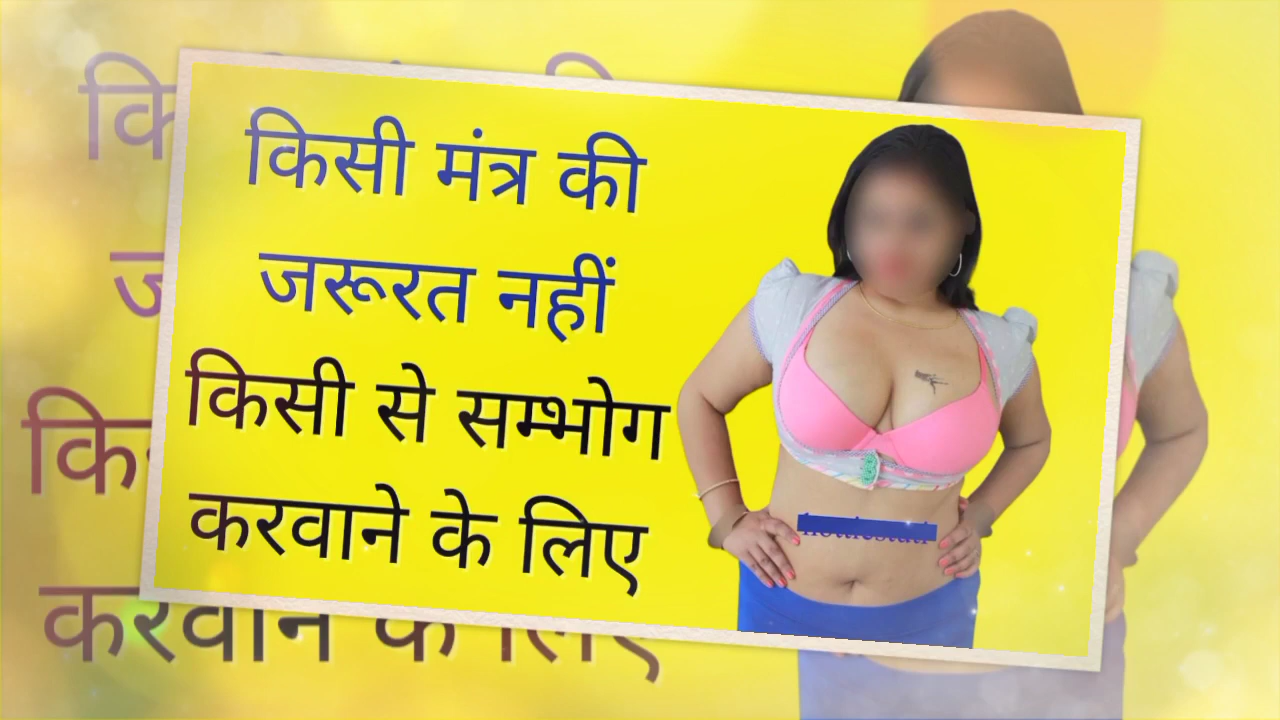 किसी मंत्र की
जरूरत नहीं
किसी से सम्भोग
करवाने के लिए